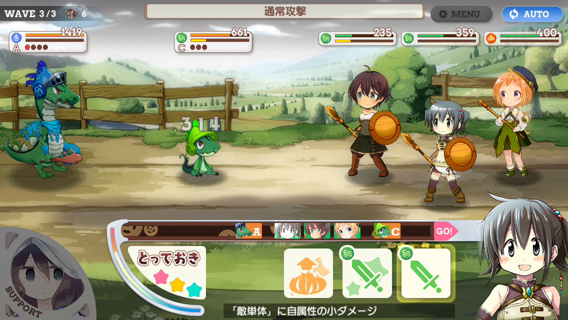 WAVE 3/3 6
通常攻撃
MENU
AUTO
1419
A
661
C
235
359
400
314
A
C
GO!
とっておき
SUPPORT
「敵単体」に自属性の小ダメージ